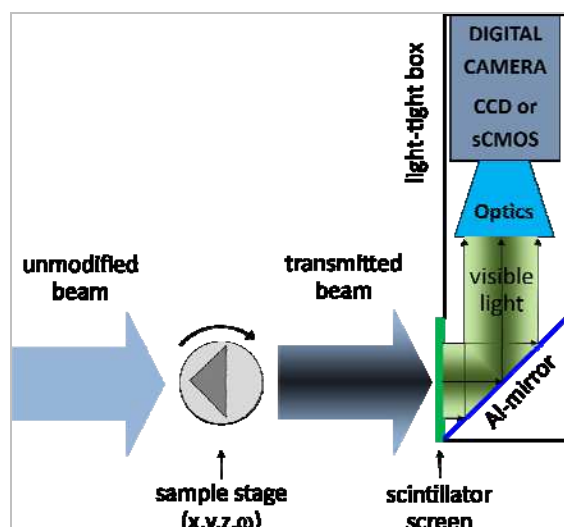 DIGITAL
CAMERA
CCD or
sCMOS
light-tight box
Optics
unmodified
beam
transmitted
beam
visible
light
Al-mirror
sample stage
(x,y,z,ω)
scintillator
screen